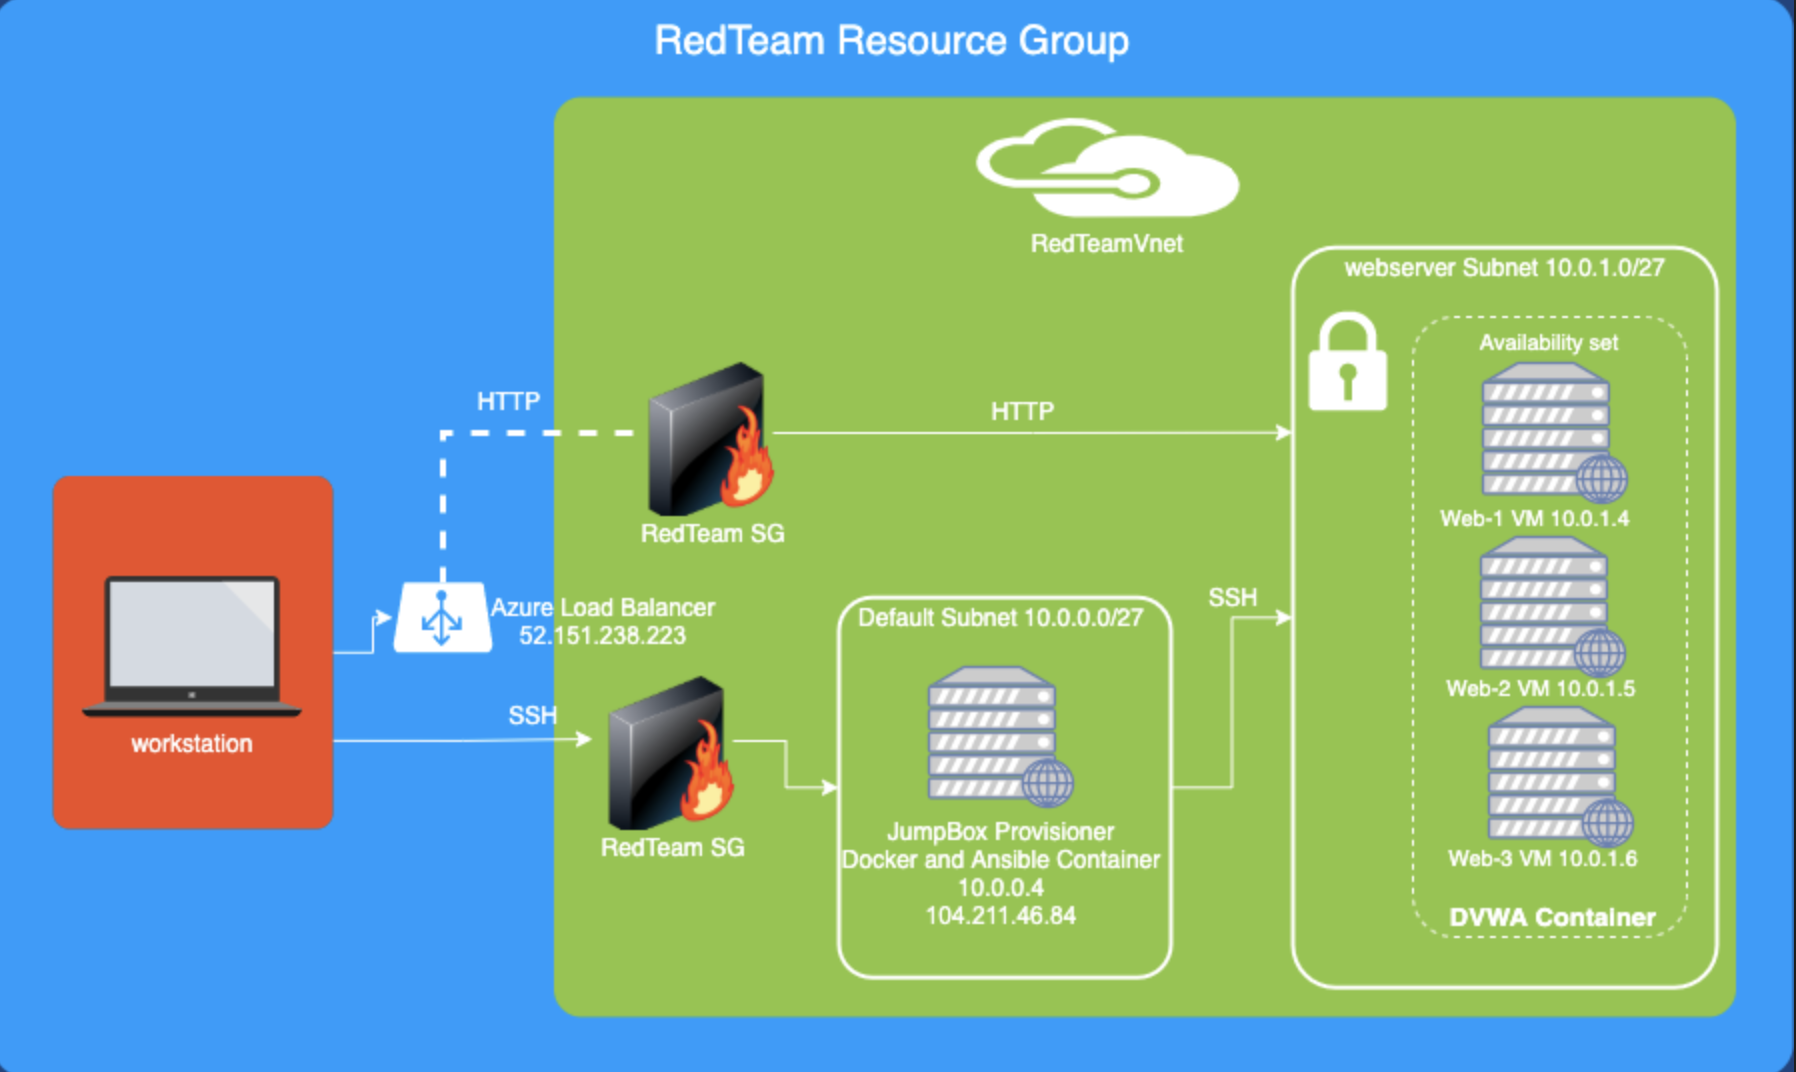 RedTeam Resource Group
RedTeamVnet
webserver Subnet 10.0.1.0/27
Availability set
Web-1 VM 10.0.1.4
Web-2 VM 10.0.1.5
Web-3 VM 10.0.1.6
DVWA Container
HTTP
HTTP
RedTeam SG
Azure Load Balancer
52.151.238.223
SSH
Default Subnet 10.0.0.0/27
SSH
workstation
RedTeam SG
JumpBox Provisioner
Docker and Ansible Container
10.0.0.4
104.211.46.84